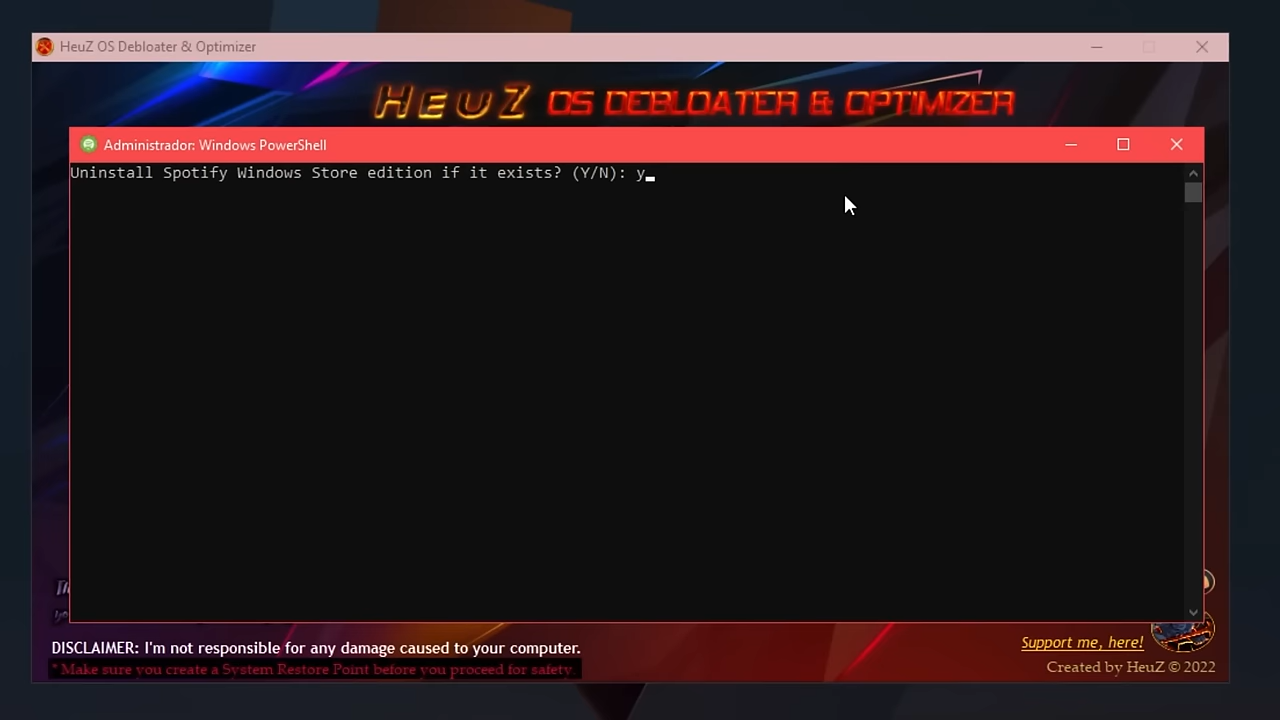 HeuZ OS Debloater & Optimizer
HEUZ OS DEBLOATER & OPTIMIZER
Administrador: Windows PowerShell
Uninstall Spotify Windows Store edition if it exists? (Y/N): y
DISCLAIMER: I'm not responsible for any damage caused to your computer.
* Make sure you create a System Restore Point before you proceed for safety.
Support me, here!
Created by HeuZ © 2022